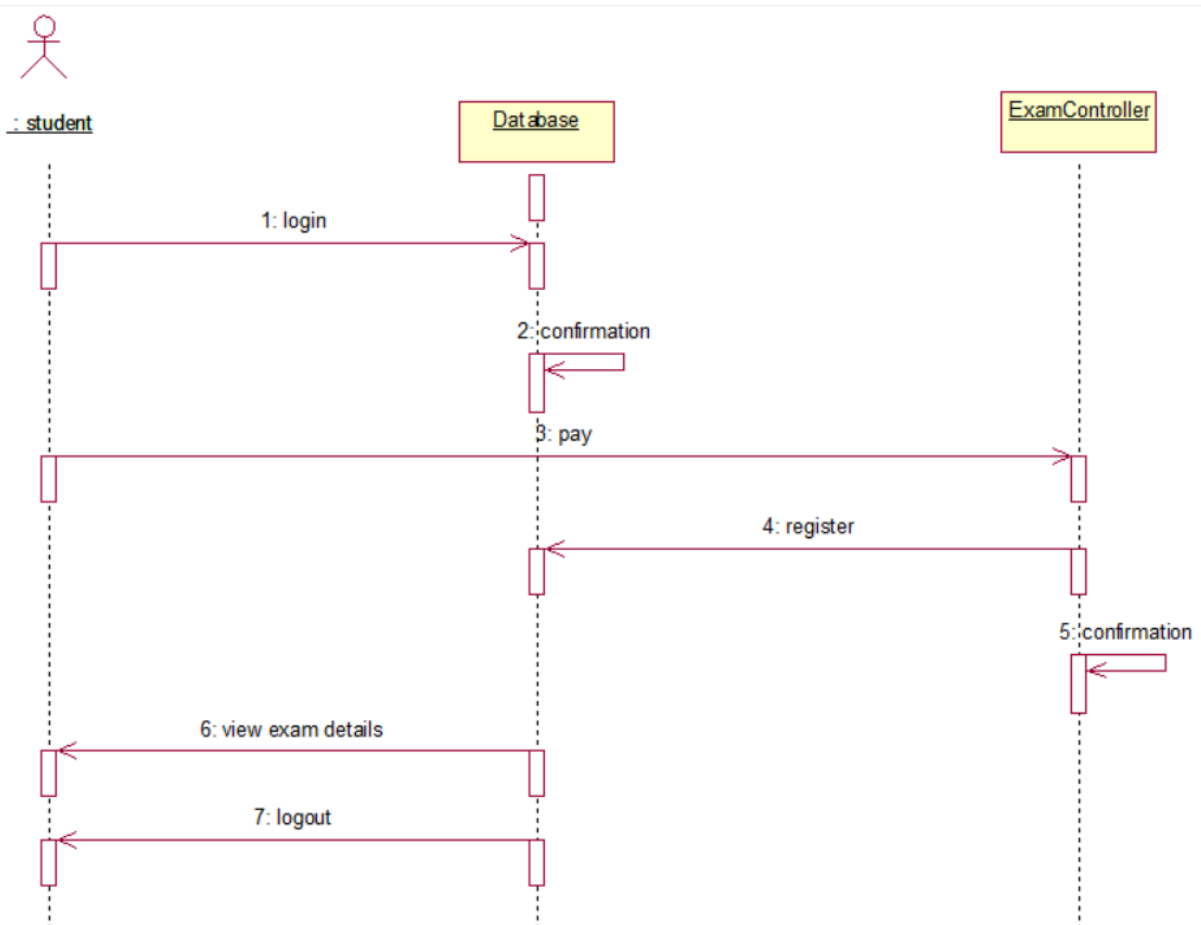 : student
Database
ExamController
1: login
2: confirmation
3: pay
4: register
5: confirmation
6: view exam details
7: logout